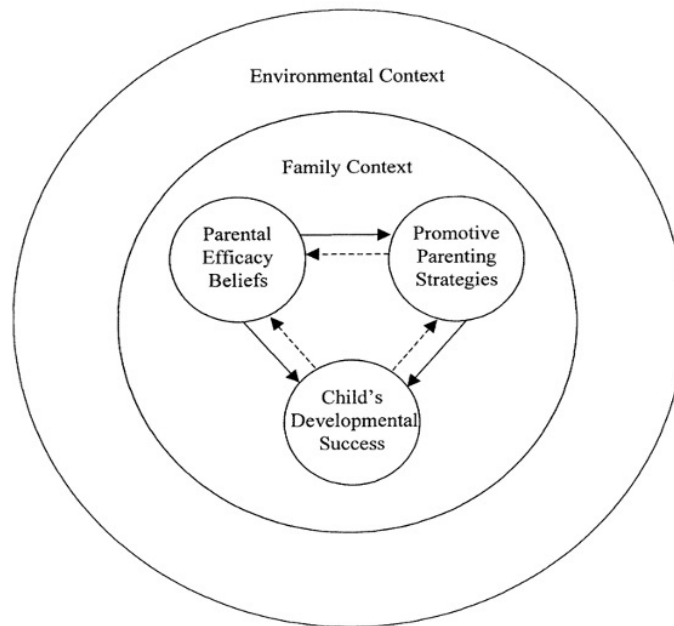 Environmental Context
Family Context
Parental
Efficacy
Beliefs
Promotive
Parenting
Strategies
Child's
Developmental
Success